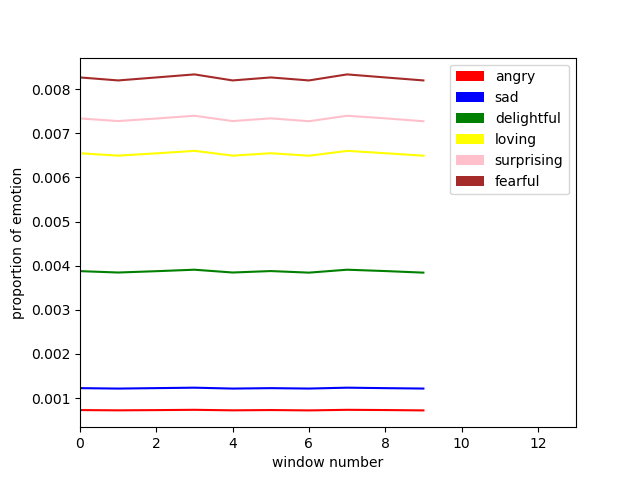 angry
sad
delightful
loving
surprising
fearful
0.008
0.007
0.006
0.005
0.004
0.003
0.002
0.001
proportion of emotion
0 2 4 6 8 10 12
window number